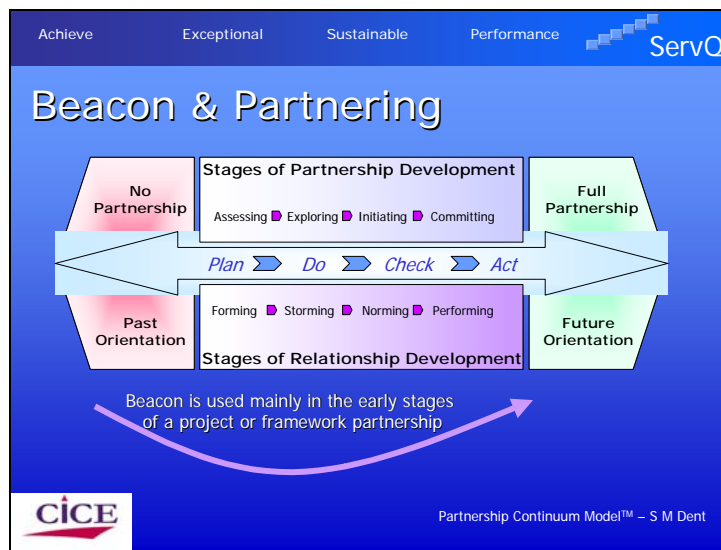 Achieve Exceptional Sustainable Performance
ServQ
Beacon & Partnering
No
Partnership
Stages of Partnership Development
Assessing Exploring Initiating Committing
Full
Partnership
Plan Do Check Act
Past
Orientation
Forming Storming Norming Performing
Stages of Relationship Development
Future
Orientation
Beacon is used mainly in the early stages
of a project or framework partnership
CiCE
Partnership Continuum Model™ – S M Dent